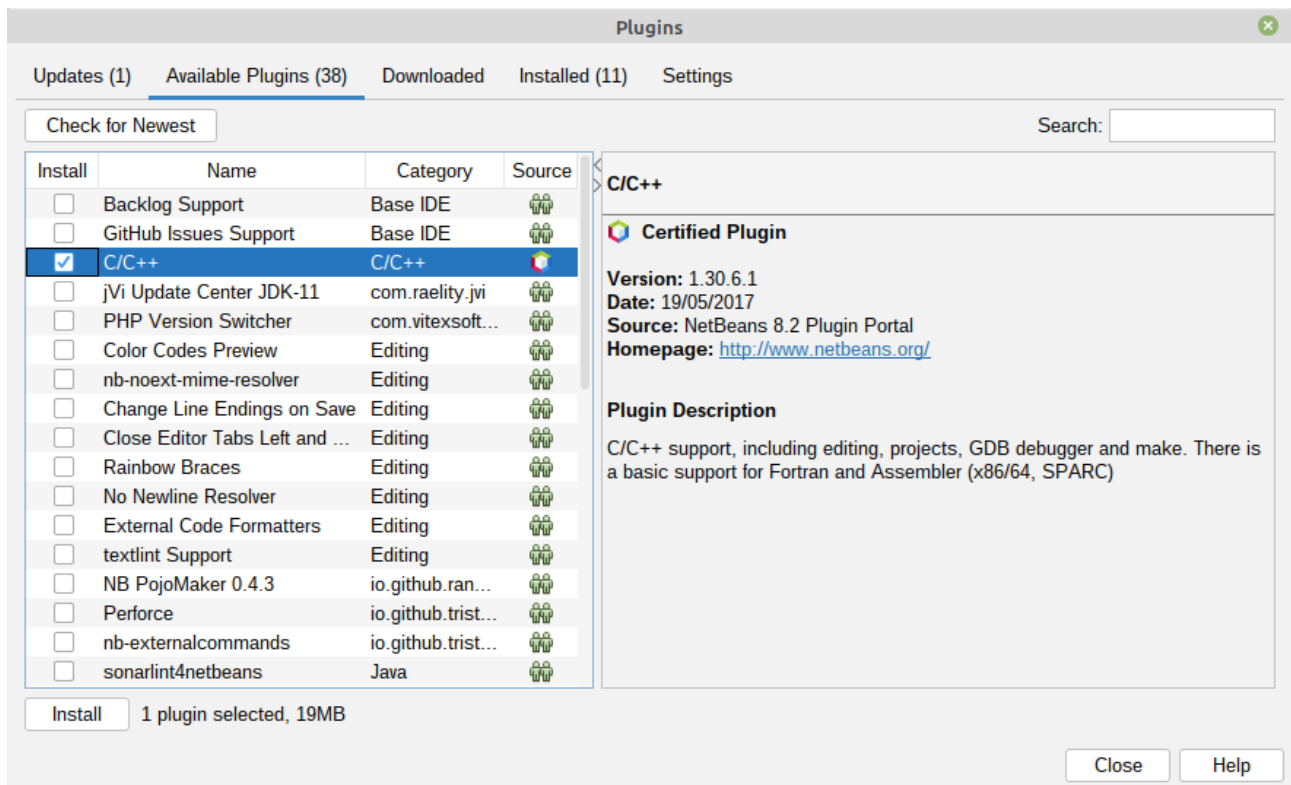 Plugins
Updates (1) Available Plugins (38) Downloaded Installed (11) Settings
Check for Newest Search:
Install Name Category Source
Backlog Support Base IDE
GitHub Issues Support Base IDE
C/C++ C/C++
jVi Update Center JDK-11 com.raelity.jvi
PHP Version Switcher com.vitexsoft...
Color Codes Preview Editing
nb-noext-mime-resolver Editing
Change Line Endings on Save Editing
Close Editor Tabs Left and ... Editing
Rainbow Braces Editing
No Newline Resolver Editing
External Code Formatters Editing
textlint Support Editing
NB PojoMaker 0.4.3 io.github.ran...
Perforce io.github.trist...
nb-externalcommands io.github.trist...
sonarlint4netbeans Java
C/C++
Certified Plugin
Version: 1.30.6.1
Date: 19/05/2017
Source: NetBeans 8.2 Plugin Portal
Homepage: http://www.netbeans.org/
Plugin Description
C/C++ support, including editing, projects, GDB debugger and make. There is
a basic support for Fortran and Assembler (x86/64, SPARC)
Install 1 plugin selected, 19MB
Close Help